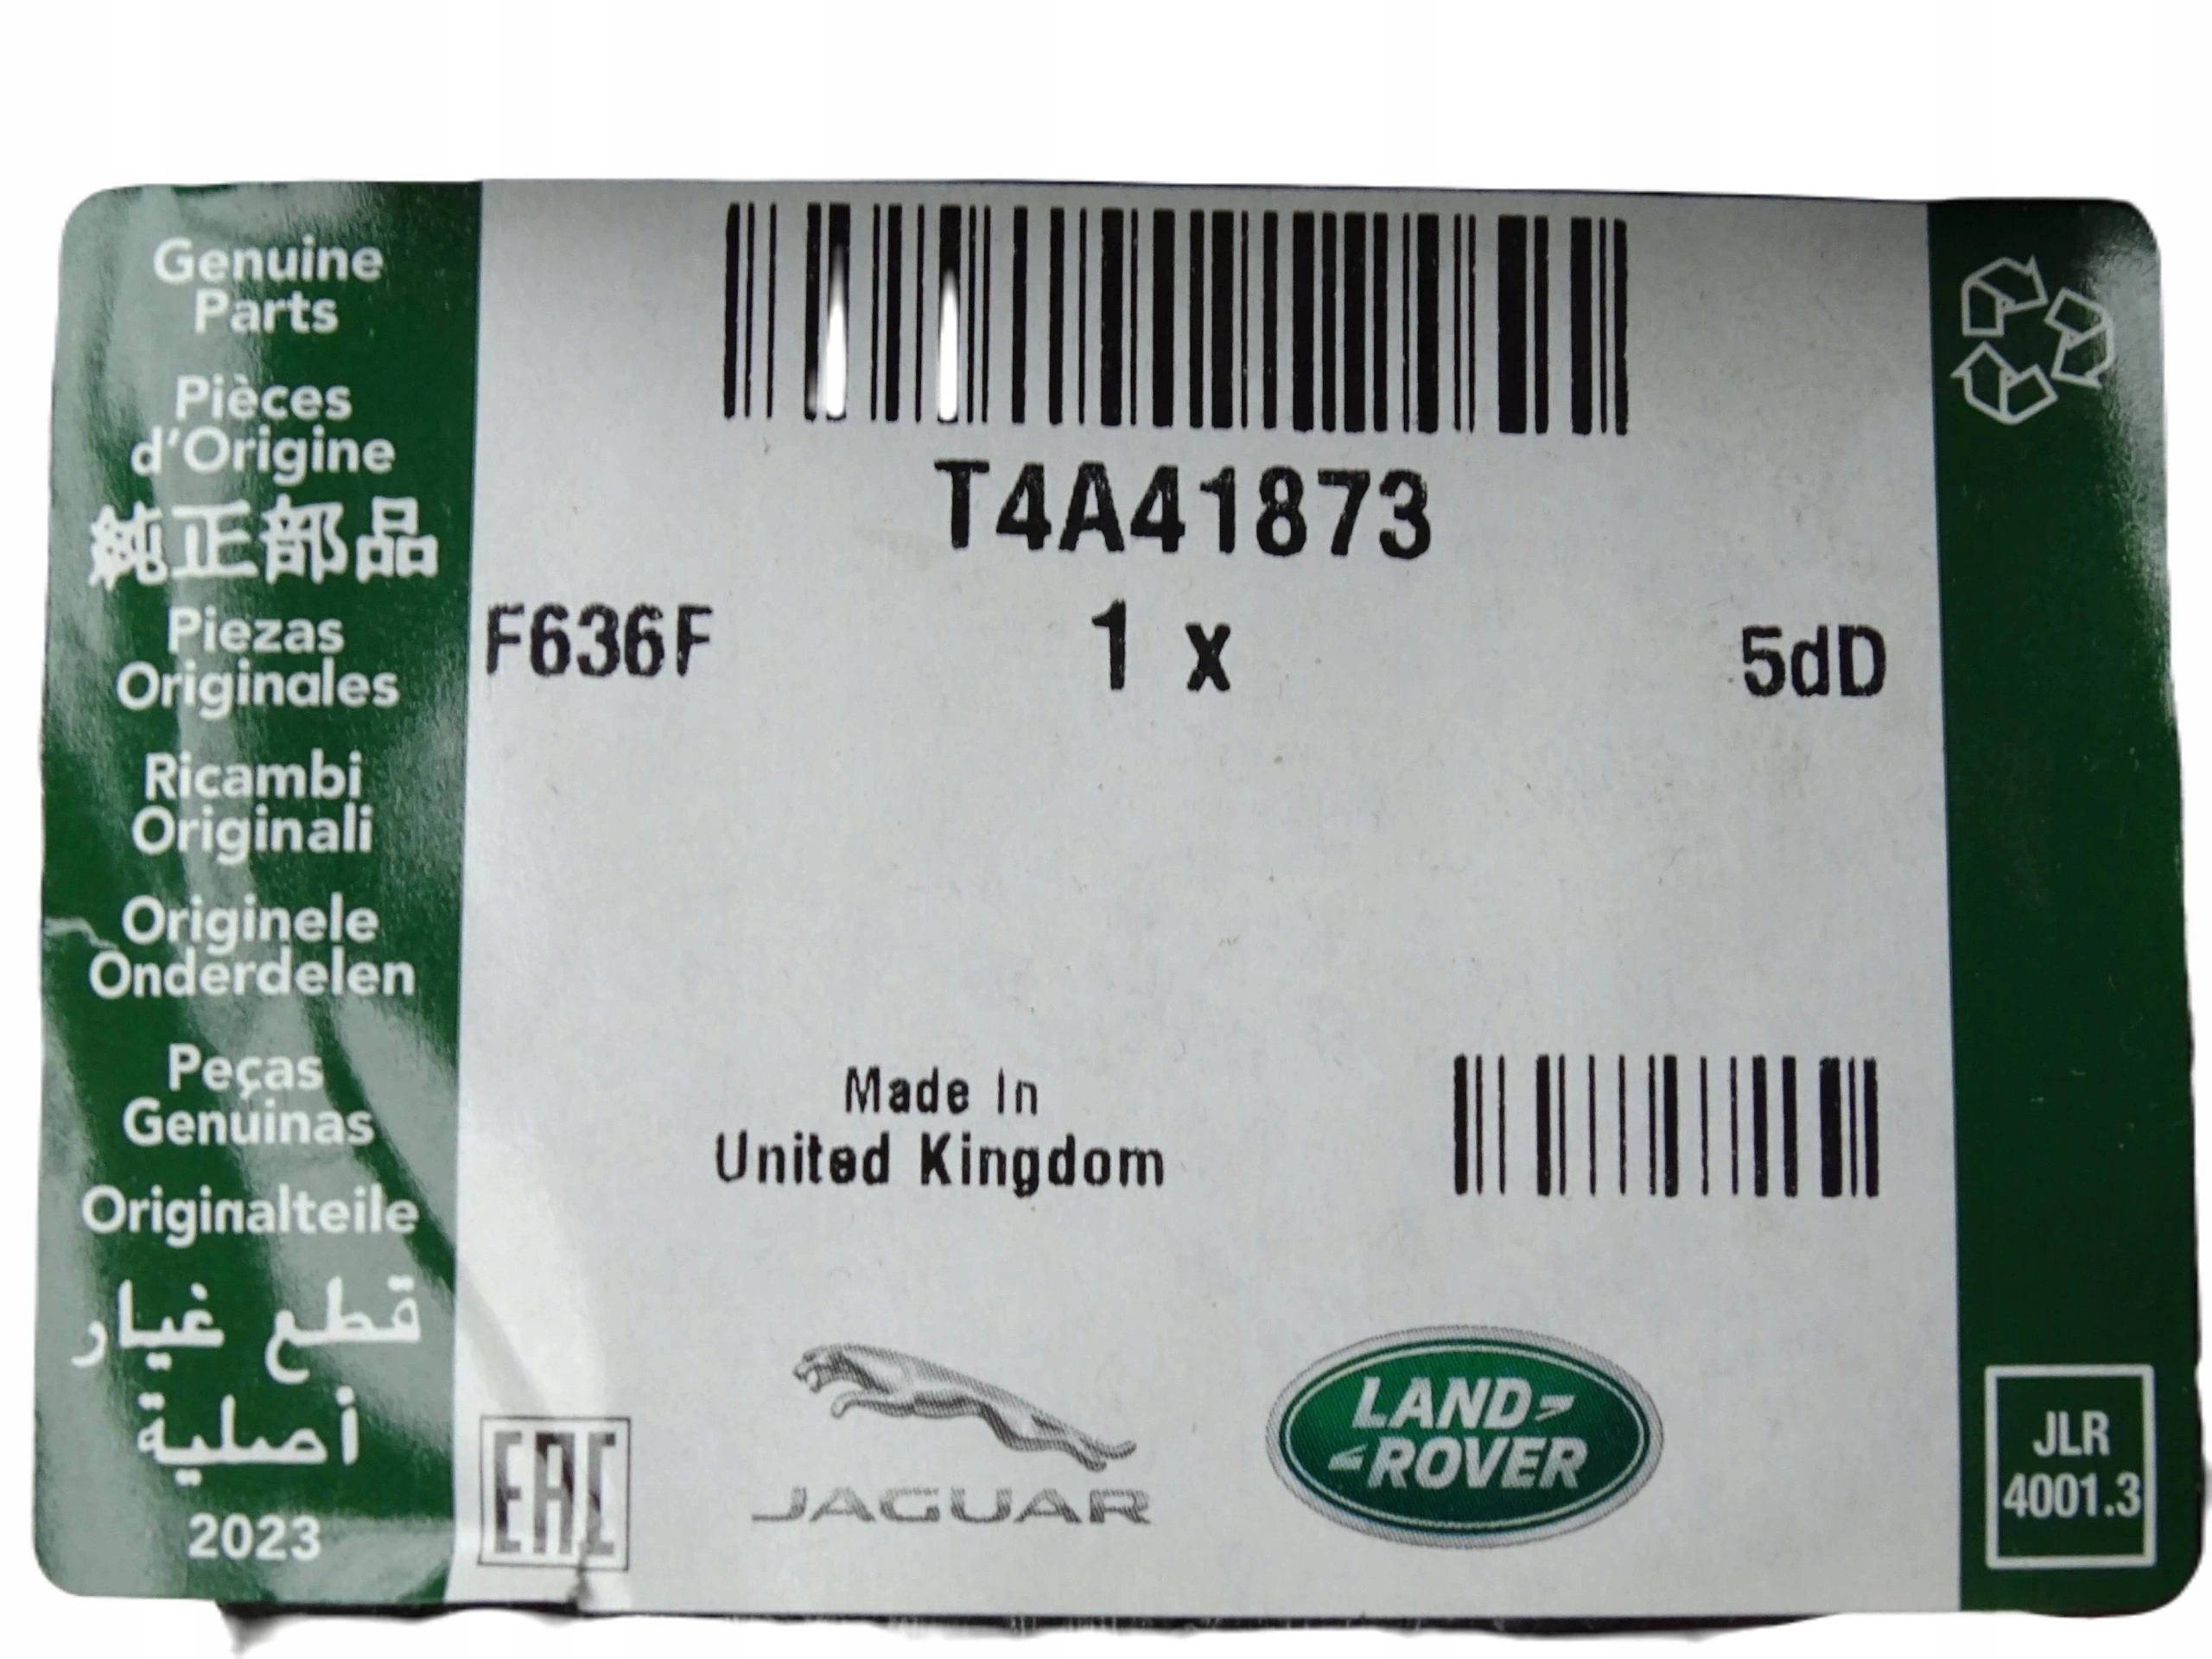 Genuine
Parts
Pièces
d'Origine
純正部品
Piezas
Originales
Ricambi
Originali
Originele
Onderdelen
Peças
Genuinas
Originalteile
قطع غيار
أصلية
2023
T4A41873
F636F 1 x 5dD
Made In
United Kingdom
EAC
JAGUAR
LAND-
-ROVER
JLR
4001.3